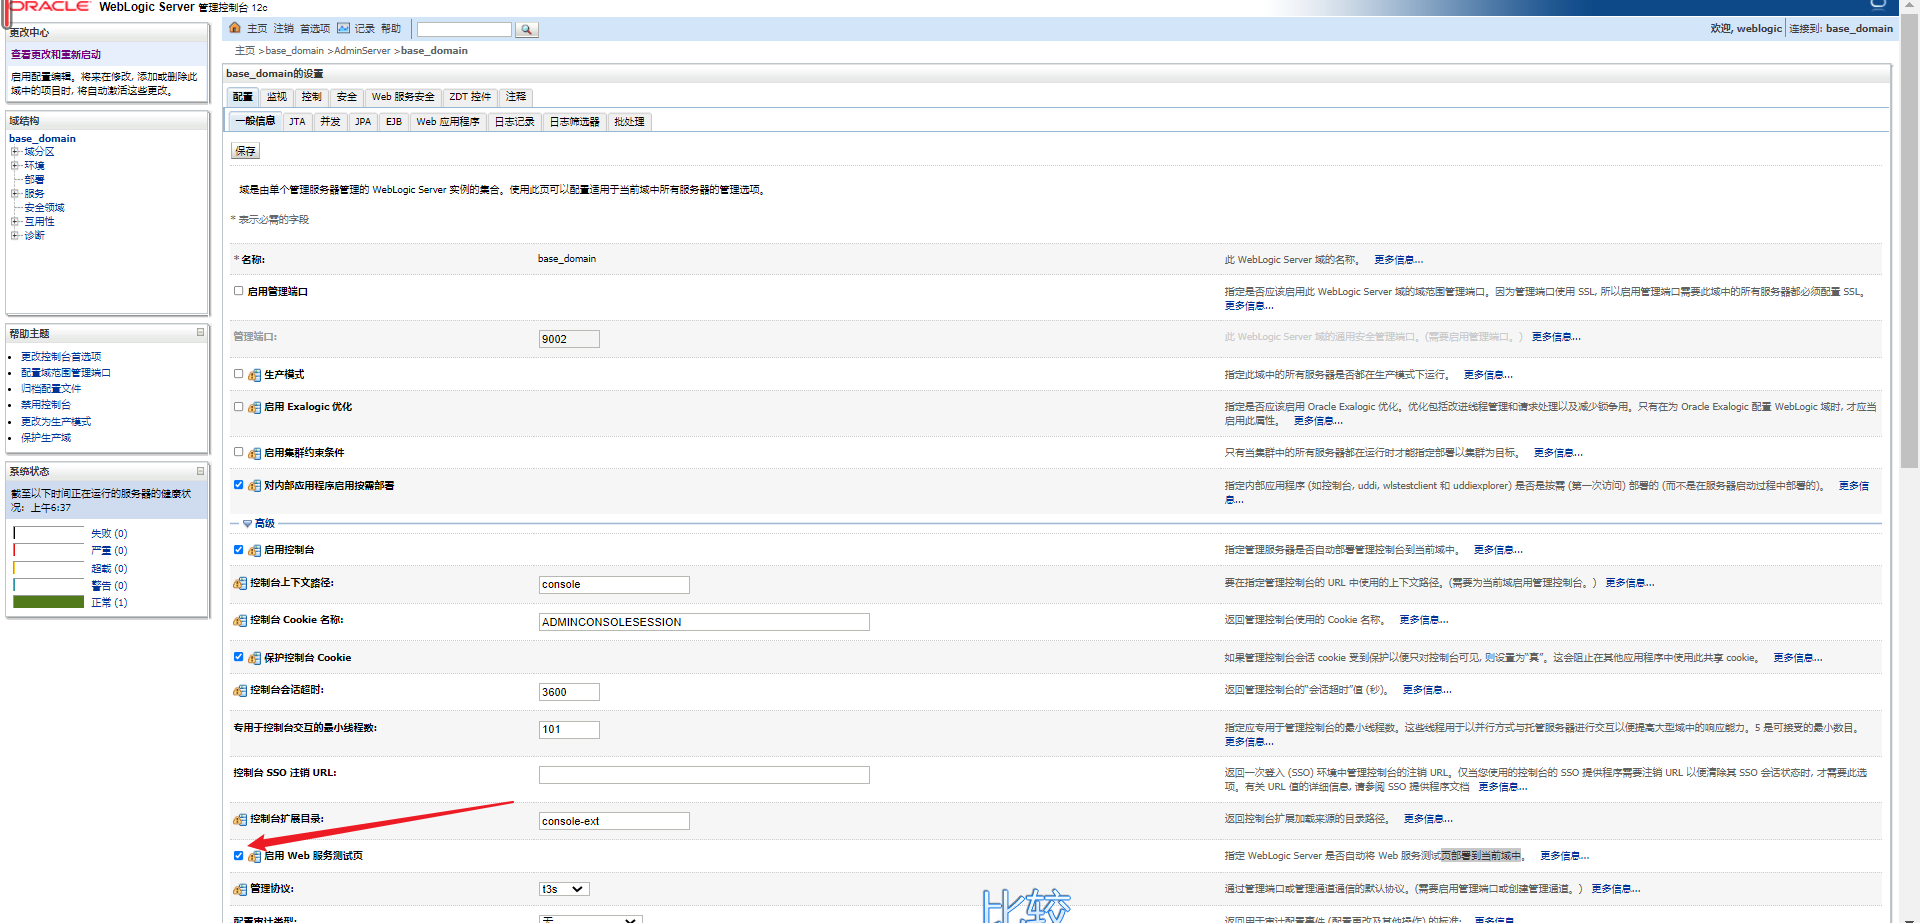 ORACLE WebLogic Server 管理控制台 12c
更改中心
查看更改和重新启动
启用配置编辑。将来在修改, 添加或删除此
域中的项目时, 将自动激活这些更改。
域结构
base_domain
域分区
环境
部署
服务
安全领域
互用性
诊断
帮助主题
更改控制台首选项
配置域范围管理端口
归档配置文件
禁用控制台
更改为生产模式
保护生产域
系统状态
截至以下时间正在运行的服务器的健康状
况: 上午6:37
失败 (0)
严重 (0)
超载 (0)
警告 (0)
正常 (1)
主页 注销 首选项 记录 帮助
欢迎, weblogic 连接到: base_domain
主页 >base_domain >AdminServer >base_domain
base_domain的设置
配置 监视 控制 安全 Web 服务安全 ZDT 控件 注释
一般信息 JTA 并发 JPA EJB Web 应用程序 日志记录 日志筛选器 批处理
保存
域是由单个管理服务器管理的 WebLogic Server 实例的集合。使用此页可以配置适用于当前域中所有服务器的管理选项。
* 表示必需的字段
* 名称: base_domain 此 WebLogic Server 域的名称。 更多信息...
启用管理端口 指定是否应该启用此 WebLogic Server 域的域范围管理端口。因为管理端口使用 SSL, 所以启用管理端口需要此域中的所有服务器都必须配置 SSL。
更多信息...
管理端口: 9002 此 WebLogic Server 域的通用安全管理端口。(需要启用管理端口。) 更多信息...
生产模式 指定此域中的所有服务器是否都在生产模式下运行。 更多信息...
启用 Exalogic 优化 指定是否应该启用 Oracle Exalogic 优化。优化包括改进线程管理和请求处理以及减少锁争用。只有在为 Oracle Exalogic 配置 WebLogic 域时, 才应当
启用此属性。 更多信息...
启用集群约束条件 只有当集群中的所有服务器都在运行时才能指定部署以集群为目标。 更多信息...
对内部应用程序启用按需部署 指定内部应用程序 (如控制台, uddi, wlstestclient 和 uddiexplorer) 是否是按需 (第一次访问) 部署的 (而不是在服务器启动过程中部署的)。 更多信
息...
高级
启用控制台 指定管理服务器是否自动部署管理控制台到当前域中。 更多信息...
控制台上下文路径: console 要在指定管理控制台的 URL 中使用的上下文路径。(需要为当前域启用管理控制台。) 更多信息...
控制台 Cookie 名称: ADMINCONSOLESESSION 返回管理控制台使用的 Cookie 名称。 更多信息...
保护控制台 Cookie 如果管理控制台会话 cookie 受到保护以便只对控制台可见, 则设置为“真”。这会阻止在其他应用程序中使用此共享 cookie。 更多信息...
控制台会话超时: 3600 返回管理控制台的“会话超时”值 (秒)。 更多信息...
专用于控制台交互的最小线程数: 101 指定应专用于管理控制台的最小线程数。这些线程用于以并行方式与托管服务器进行交互以便提高大型域中的响应能力。5 是可接受的最小数目。
更多信息...
控制台 SSO 注销 URL: 返回一次登入 (SSO) 环境中管理控制台的注销 URL。仅当您使用的控制台的 SSO 提供程序需要注销 URL 以便清除其 SSO 会话状态时, 才需要此选
项。有关 URL 值的详细信息, 请参阅 SSO 提供程序文档 更多信息...
控制台扩展目录: console-ext 返回控制台扩展加载来源的目录路径。 更多信息...
启用 Web 服务测试页 指定 WebLogic Server 是否自动将 Web 服务测试页部署到当前域中。 更多信息...
管理协议: t3s 通过管理端口或管理通道通信的默认协议。(需要启用管理端口或创建管理通道。) 更多信息...
配置审计类型: 无 返回用于审计配置事件 (配置更改及其他操作) 的标准: 更多信息
比较